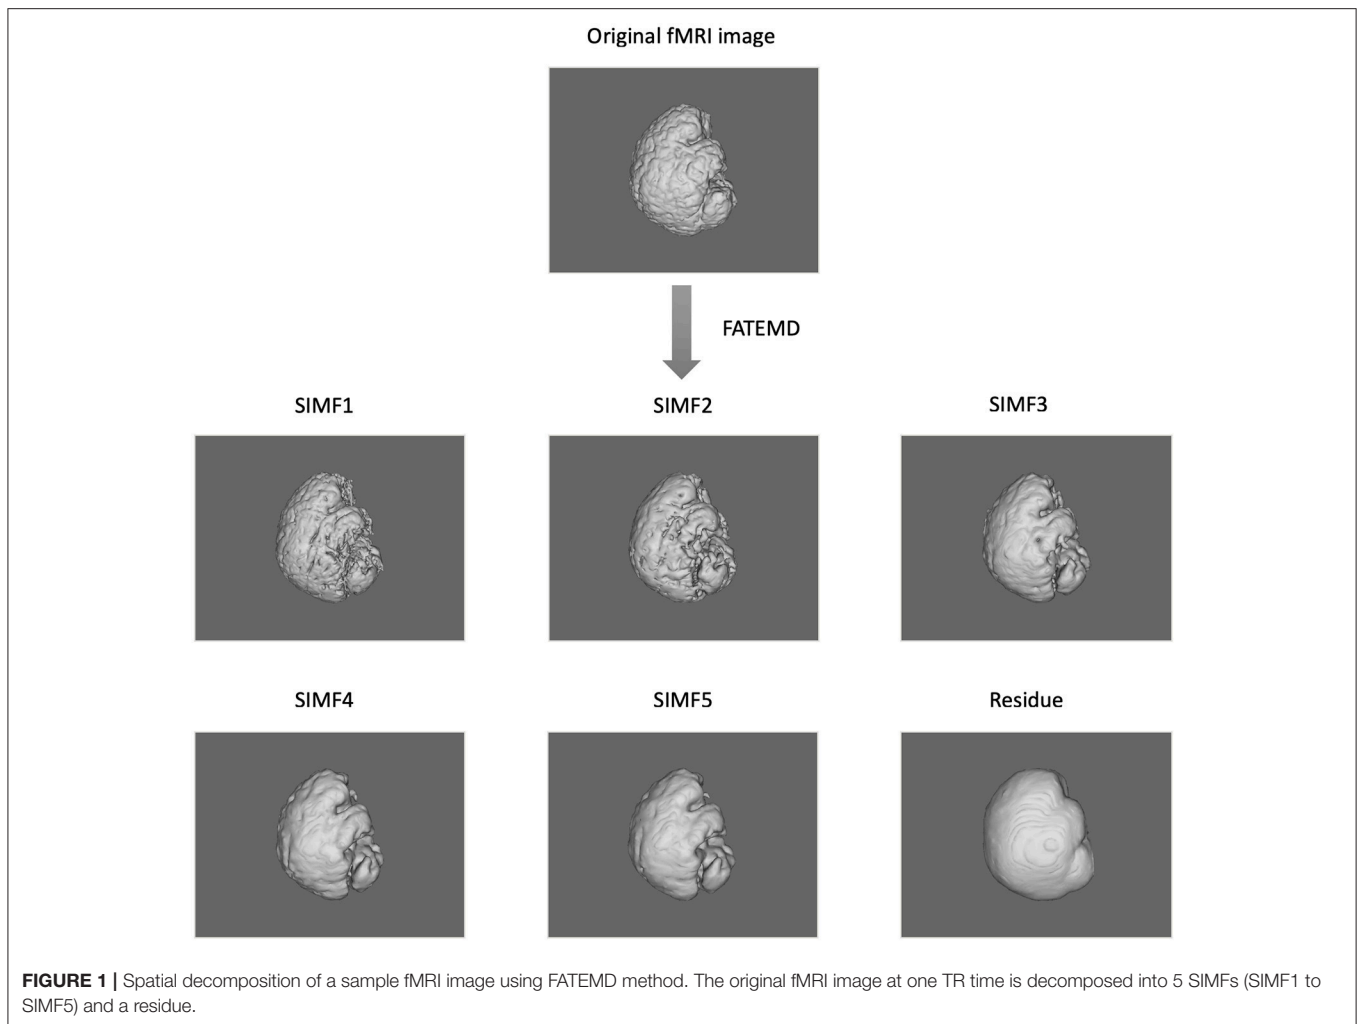 Original fMRI image
FATEMD
SIMF1
SIMF2
SIMF3
SIMF4
SIMF5
Residue
FIGURE 1 | Spatial decomposition of a sample fMRI image using FATEMD method. The original fMRI image at one TR time is decomposed into 5 SIMFs (SIMF1 to
SIMF5) and a residue.